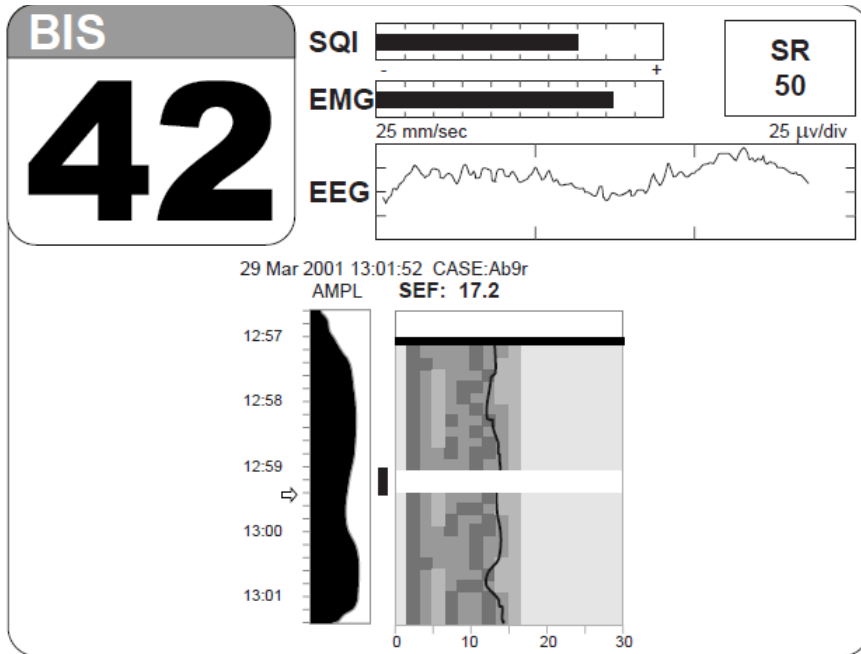 BIS
42
SQI
- +
EMG
SR
50
25 mm/sec 25 μv/div
EEG
29 Mar 2001 13:01:52 CASE:Ab9r
AMPL SEF: 17.2
12:57
12:58
12:59
13:00
13:01
0 10 20 30